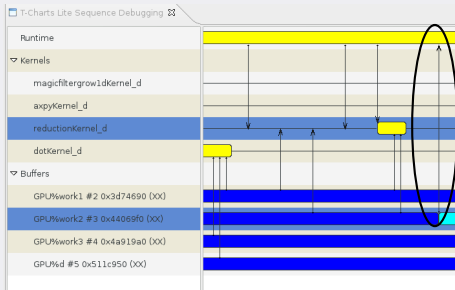 T-Charts Lite Sequence Debugging
Runtime
Kernels
magicfiltergrow1dKernel_d
axpyKernel_d
reductionKernel_d
dotKernel_d
Buffers
GPU%work1 #2 0x3d74690 (XX)
GPU%work2 #3 0x44069f0 (XX)
GPU%work3 #4 0x4a919a0 (XX)
GPU%d #5 0x511c950 (XX)